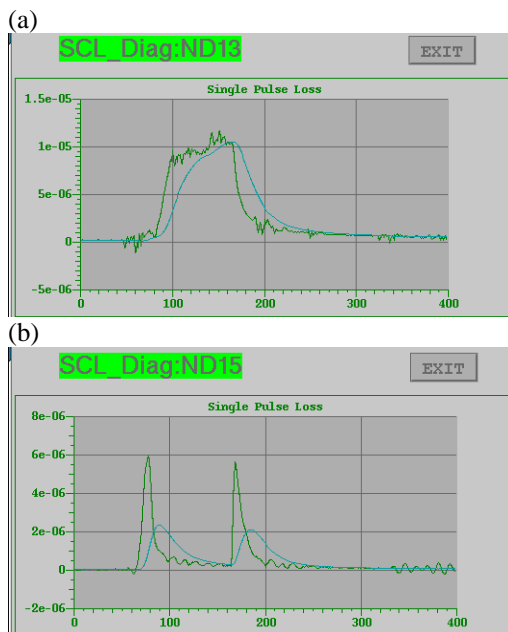 (a)
SCL_Diag:ND13
EXIT
Single Pulse Loss
1.5e-05
1e-05
5e-06
0
-5e-06
0 100 200 300 400
(b)
SCL_Diag:ND15
EXIT
Single Pulse Loss
8e-06
6e-06
4e-06
2e-06
0
-2e-06
0 100 200 300 400